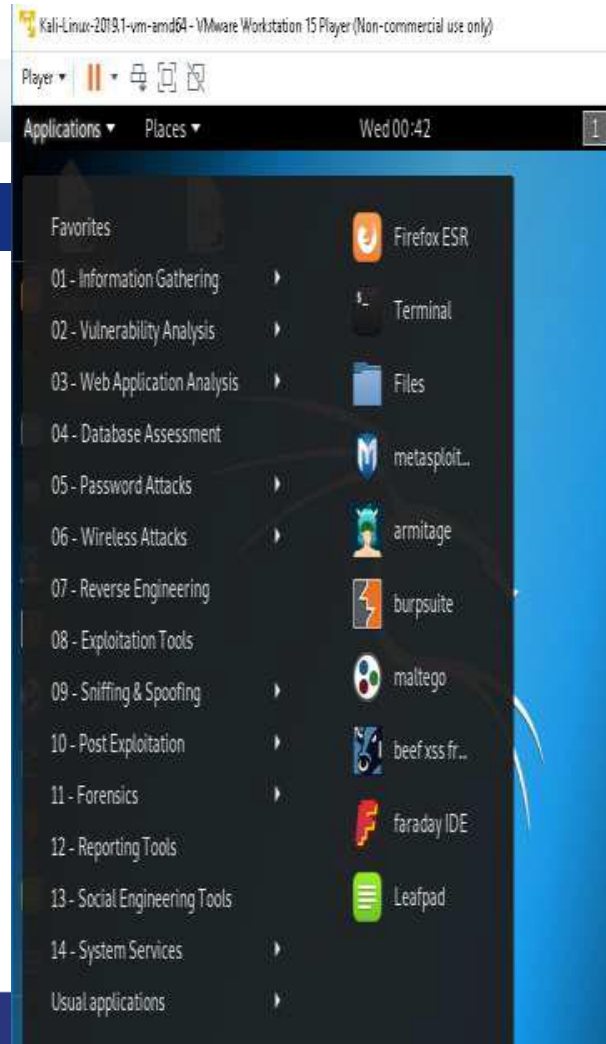 Kali-Linux-2019.1-vm-amd64 - VMware Workstation 15 Player (Non-commercial use only)
Player
Applications Places Wed 00:42 1
Favorites
01 - Information Gathering
02 - Vulnerability Analysis
03 - Web Application Analysis
04 - Database Assessment
05 - Password Attacks
06 - Wireless Attacks
07 - Reverse Engineering
08 - Exploitation Tools
09 - Sniffing & Spoofing
10 - Post Exploitation
11 - Forensics
12 - Reporting Tools
13 - Social Engineering Tools
14 - System Services
Usual applications
Firefox ESR
$_
Terminal
Files
M
metasploit...
armitage
burpsuite
maltego
beef xss fr...
F
faraday IDE
Leafpad